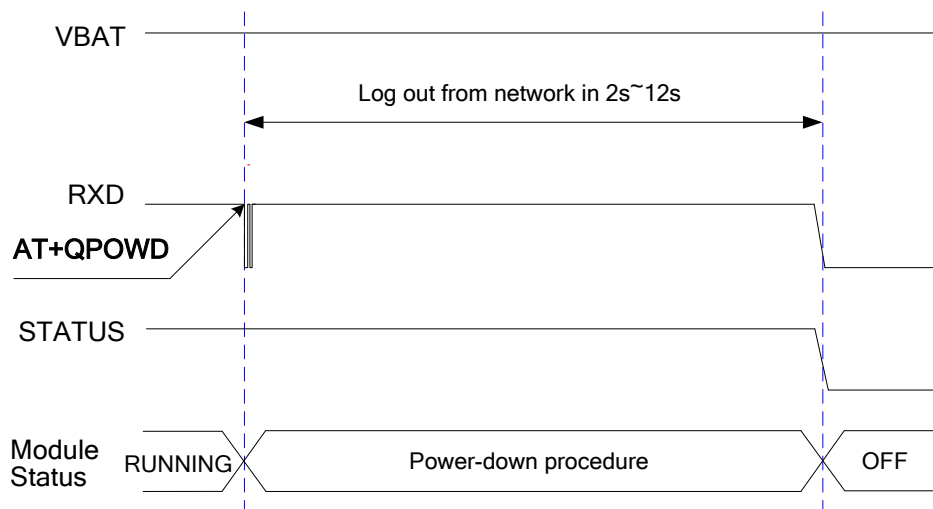 VBAT
Log out from network in 2s~12s
RXD
AT+QPOWD
STATUS
Module
Status
RUNNING
Power-down procedure
OFF